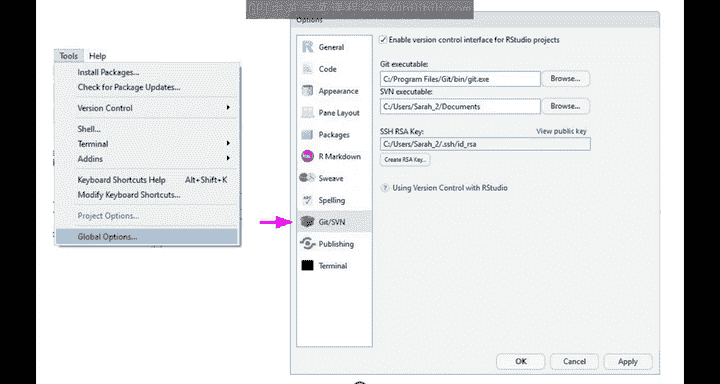 Tools Help
Install Packages...
Check for Package Updates...
Version Control
Shell...
Terminal
Addins
Keyboard Shortcuts Help Alt+Shift+K
Modify Keyboard Shortcuts...
Project Options...
Global Options...
Options
General
Code
Appearance
Pane Layout
Packages
R Markdown
Sweave
Spelling
Git/SVN
Publishing
Terminal
Enable version control interface for RStudio projects
Git executable:
C:/Program Files/Git/bin/git.exe Browse...
SVN executable:
C:/Users/Sarah_2/Documents Browse...
SSH RSA Key: View public key
C:/Users/Sarah_2/.ssh/id_rsa
Create RSA Key...
Using Version Control with RStudio
OK Cancel Apply